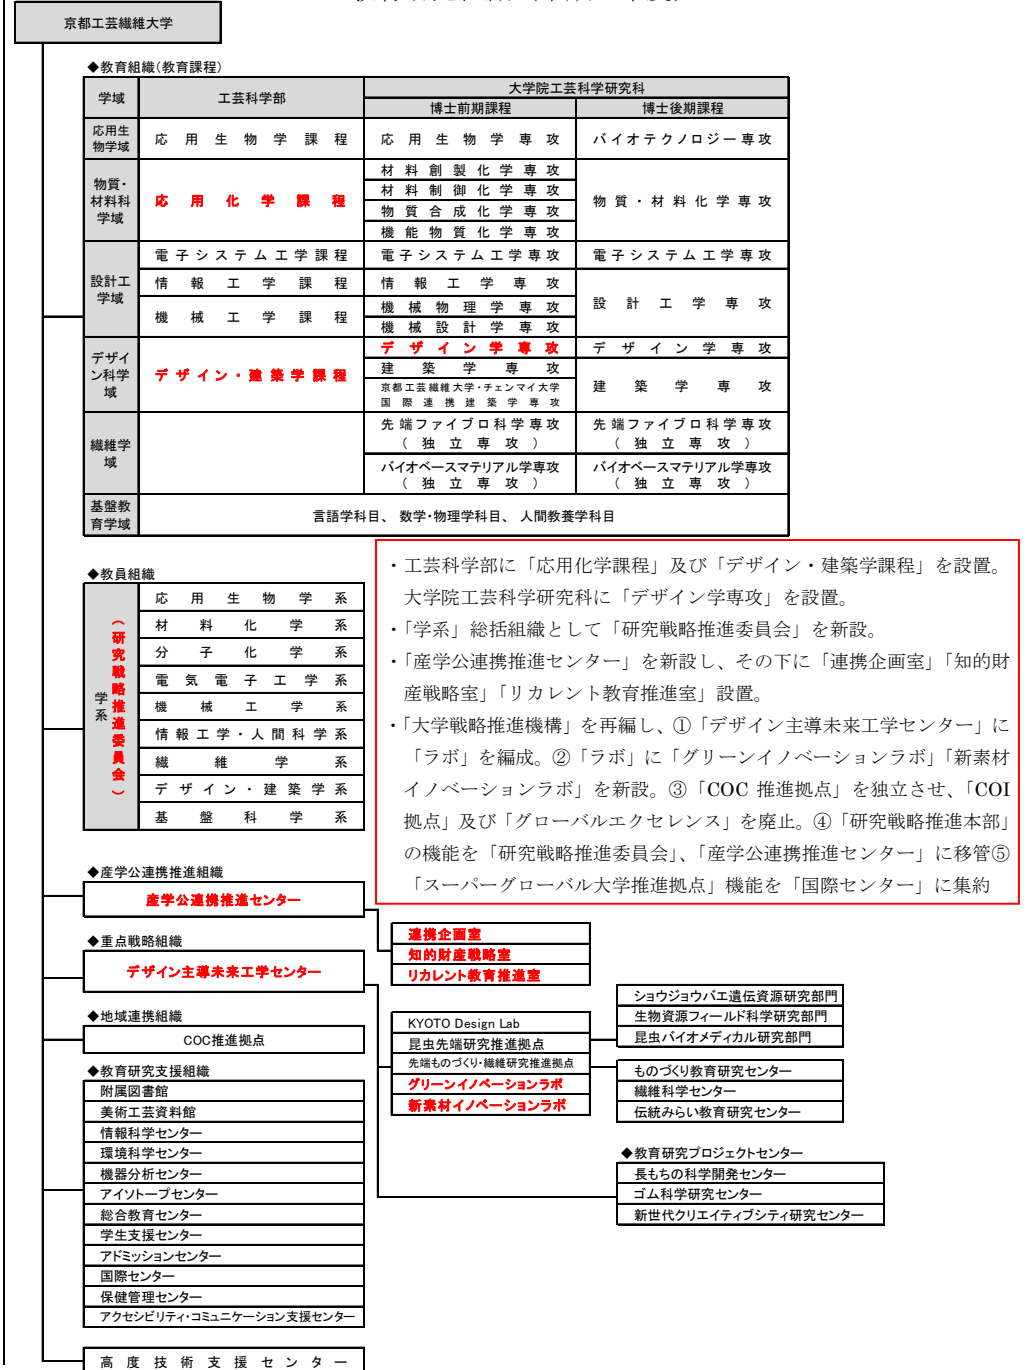 京都工芸繊維大学
◆教育組織(教育課程)
学域
工芸科学部
大学院工芸科学研究科
博士前期課程
博士後期課程
応用生
物学域
応用生物学課程
応用生物学専攻
バイオテクノロジー専攻
物質・
材料科
学域
応用化学課程
材料創製化学専攻
材料制御化学専攻
物質合成化学専攻
機能物質化学専攻
物質・材料化学専攻
設計工
学域
電子システム工学課程
電子システム工学専攻
電子システム工学専攻
情報工学課程
情報工学専攻
機械工学課程
機械物理学専攻
機械設計学専攻
設計工学専攻
デザイ
ン科学
域
デザイン・建築学課程
デザイン学専攻
デザイン学専攻
建築学専攻
京都工芸繊維大学・チェンマイ大学
国際連携建築学専攻
建築学専攻
繊維学
域
先端ファイブロ科学専攻
(独立専攻)
先端ファイブロ科学専攻
(独立専攻)
バイオベースマテリアル学専攻
(独立専攻)
バイオベースマテリアル学専攻
(独立専攻)
基盤教
育学域
言語学科目、 数学・物理学科目、 人間教養学科目
・工芸科学部に「応用化学課程」及び「デザイン・建築学課程」を設置。
大学院工芸科学研究科に「デザイン学専攻」を設置。
・「学系」総括組織として「研究戦略推進委員会」を新設。
・「産学公連携推進センター」を新設し、その下に「連携企画室」「知的財
産戦略室」「リカレント教育推進室」設置。
・「大学戦略推進機構」を再編し、①「デザイン主導未来工学センター」に
「ラボ」を編成。②「ラボ」に「グリーンイノベーションラボ」「新素材
イノベーションラボ」を新設。③「COC 推進拠点」を独立させ、「COI
拠点」及び「グローバルエクセレンス」を廃止。④「研究戦略推進本部」
の機能を「研究戦略推進委員会」、「産学公連携推進センター」に移管⑤
「スーパーグローバル大学推進拠点」機能を「国際センター」に集約
◆教員組織
学系
(研究戦略推進委員会)
応用生物学系
材料化学系
分子化学系
電気電子工学系
機械工学系
情報工学・人間科学系
繊維学系
デザイン・建築学系
基盤科学系
◆産学公連携推進組織
産学公連携推進センター
連携企画室
知的財産戦略室
リカレント教育推進室
◆重点戦略組織
デザイン主導未来工学センター
KYOTO Design Lab
昆虫先端研究推進拠点
先端ものづくり・繊維研究推進拠点
グリーンイノベーションラボ
新素材イノベーションラボ
ショウジョウバエ遺伝資源研究部門
生物資源フィールド科学研究部門
昆虫バイオメディカル研究部門
ものづくり教育研究センター
繊維科学センター
伝統みらい教育研究センター
◆教育研究プロジェクトセンター
長もちの科学開発センター
ゴム科学研究センター
新世代クリエイティブシティ研究センター
◆地域連携組織
COC推進拠点
◆教育研究支援組織
附属図書館
美術工芸資料館
情報科学センター
環境科学センター
機器分析センター
アイソトープセンター
総合教育センター
学生支援センター
アドミッションセンター
国際センター
保健管理センター
アクセシビリティ・コミュニケーション支援センター
高度技術支援センター